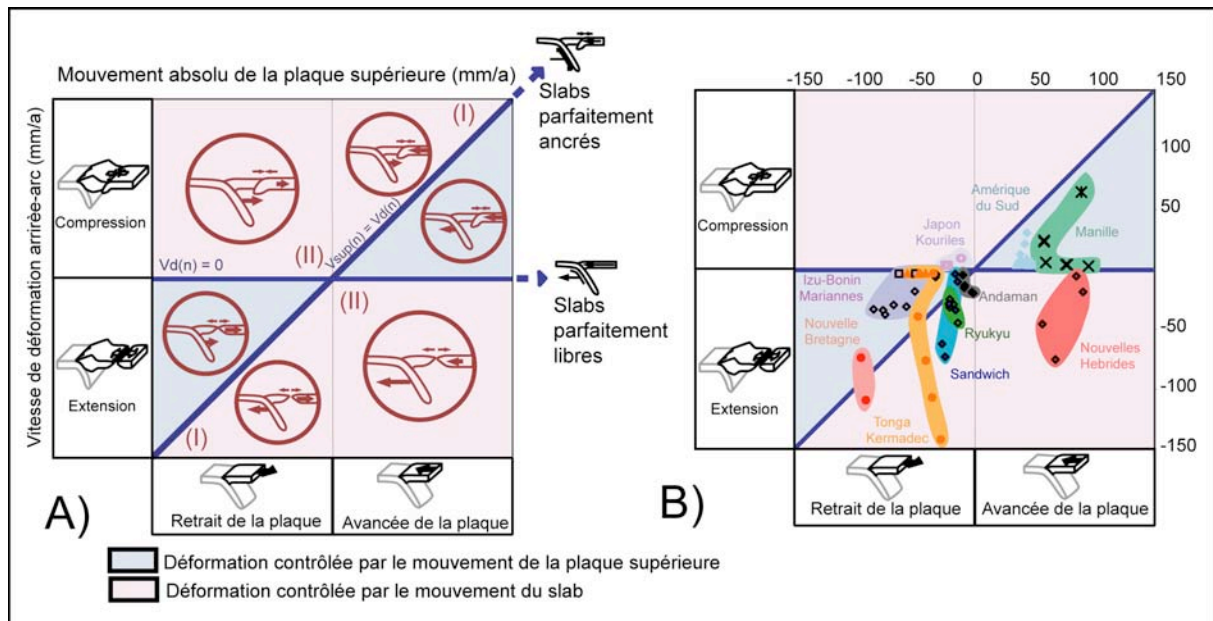 Mouvement absolu de la plaque supérieure (mm/a)
Vitesse de déformation arrirée-arc (mm/a)
Compression
Extension
(I)
(II)
Vd(n) = 0
Vsup(n) = Vd(n)
(II)
(I)
Slabs
parfaitement
ancrés
Slabs
parfaitement
libres
A)
Retrait de la plaque
Avancée de la plaque
-150
-100
-50
0
50
100
150
100
50
-50
-100
-150
Compression
Extension
Amérique
du Sud
Japon
Kouriles
Manille
Izu-Bonin
Mariannes
Andaman
Nouvelle
Bretagne
Ryukyu
Sandwich
Nouvelles
Hebrides
Tonga
Kermadec
B)
Retrait de la plaque
Avancée de la plaque
Déformation contrôlée par le mouvement de la plaque supérieure
Déformation contrôlée par le mouvement du slab